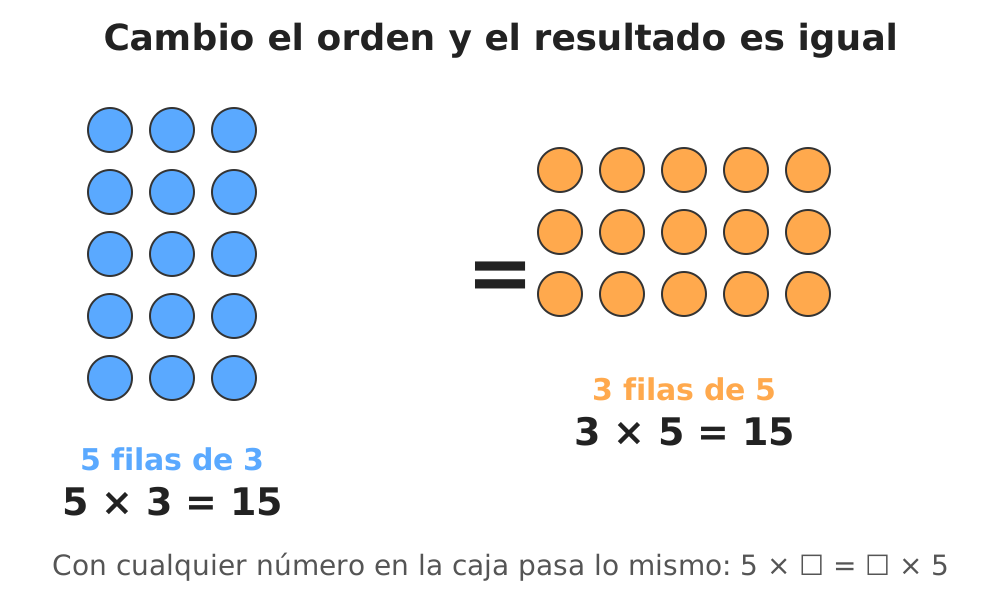 Cambio el orden y el resultado es igual
=
5 filas de 3
5 × 3 = 15
3 filas de 5
3 × 5 = 15
Con cualquier número en la caja pasa lo mismo: 5 × □ = □ × 5